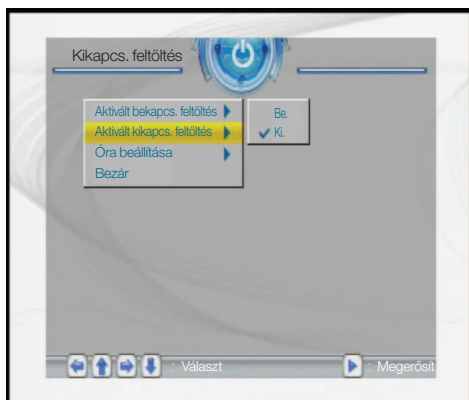 Kikapcs. feltöltés
Aktivált bekapcs. feltöltés
Aktivált kikapcs. feltöltés
Óra beállítása
Bezár
Be.
Ki.
: Választ
: Megerősít